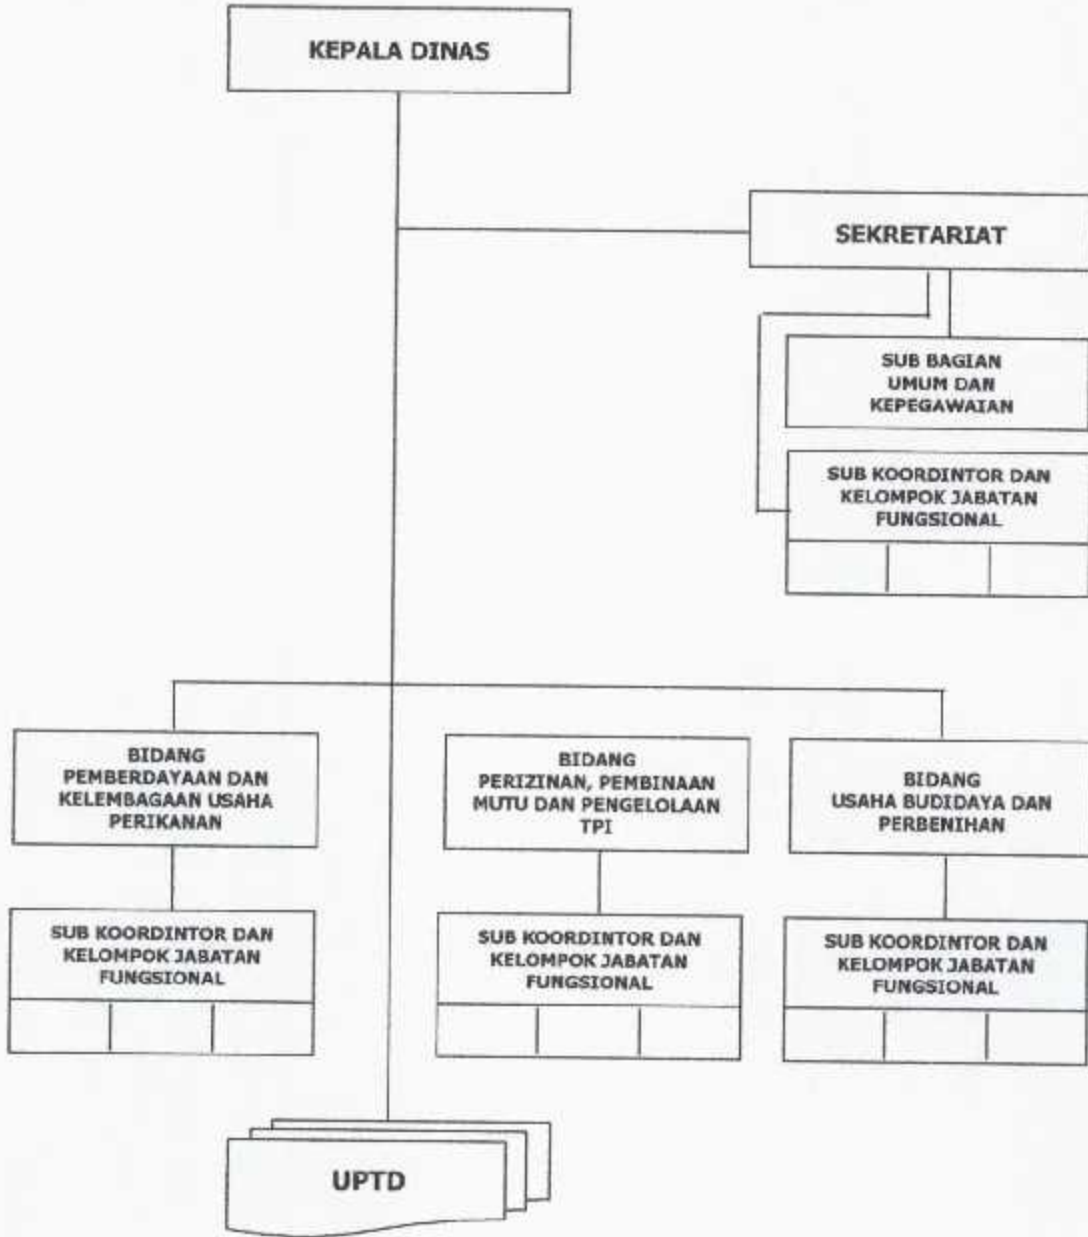 KEPALA DINAS
SEKRETARIAT
SUB BAGIAN
UMUM DAN
KEPEGAWAIAN
SUB KOORDINTOR DAN
KELOMPOK JABATAN
FUNGSIONAL
BIDANG
PEMBERDAYAAN DAN
KELEMBAGAAN USAHA
PERIKANAN
BIDANG
PERIZINAN, PEMBINAAN
MUTU DAN PENGELOLAAN
TPI
BIDANG
USAHA BUDIDAYA DAN
PERBENIHAN
SUB KOORDINTOR DAN
KELOMPOK JABATAN
FUNGSIONAL
SUB KOORDINTOR DAN
KELOMPOK JABATAN
FUNGSIONAL
SUB KOORDINTOR DAN
KELOMPOK JABATAN
FUNGSIONAL
UPTD